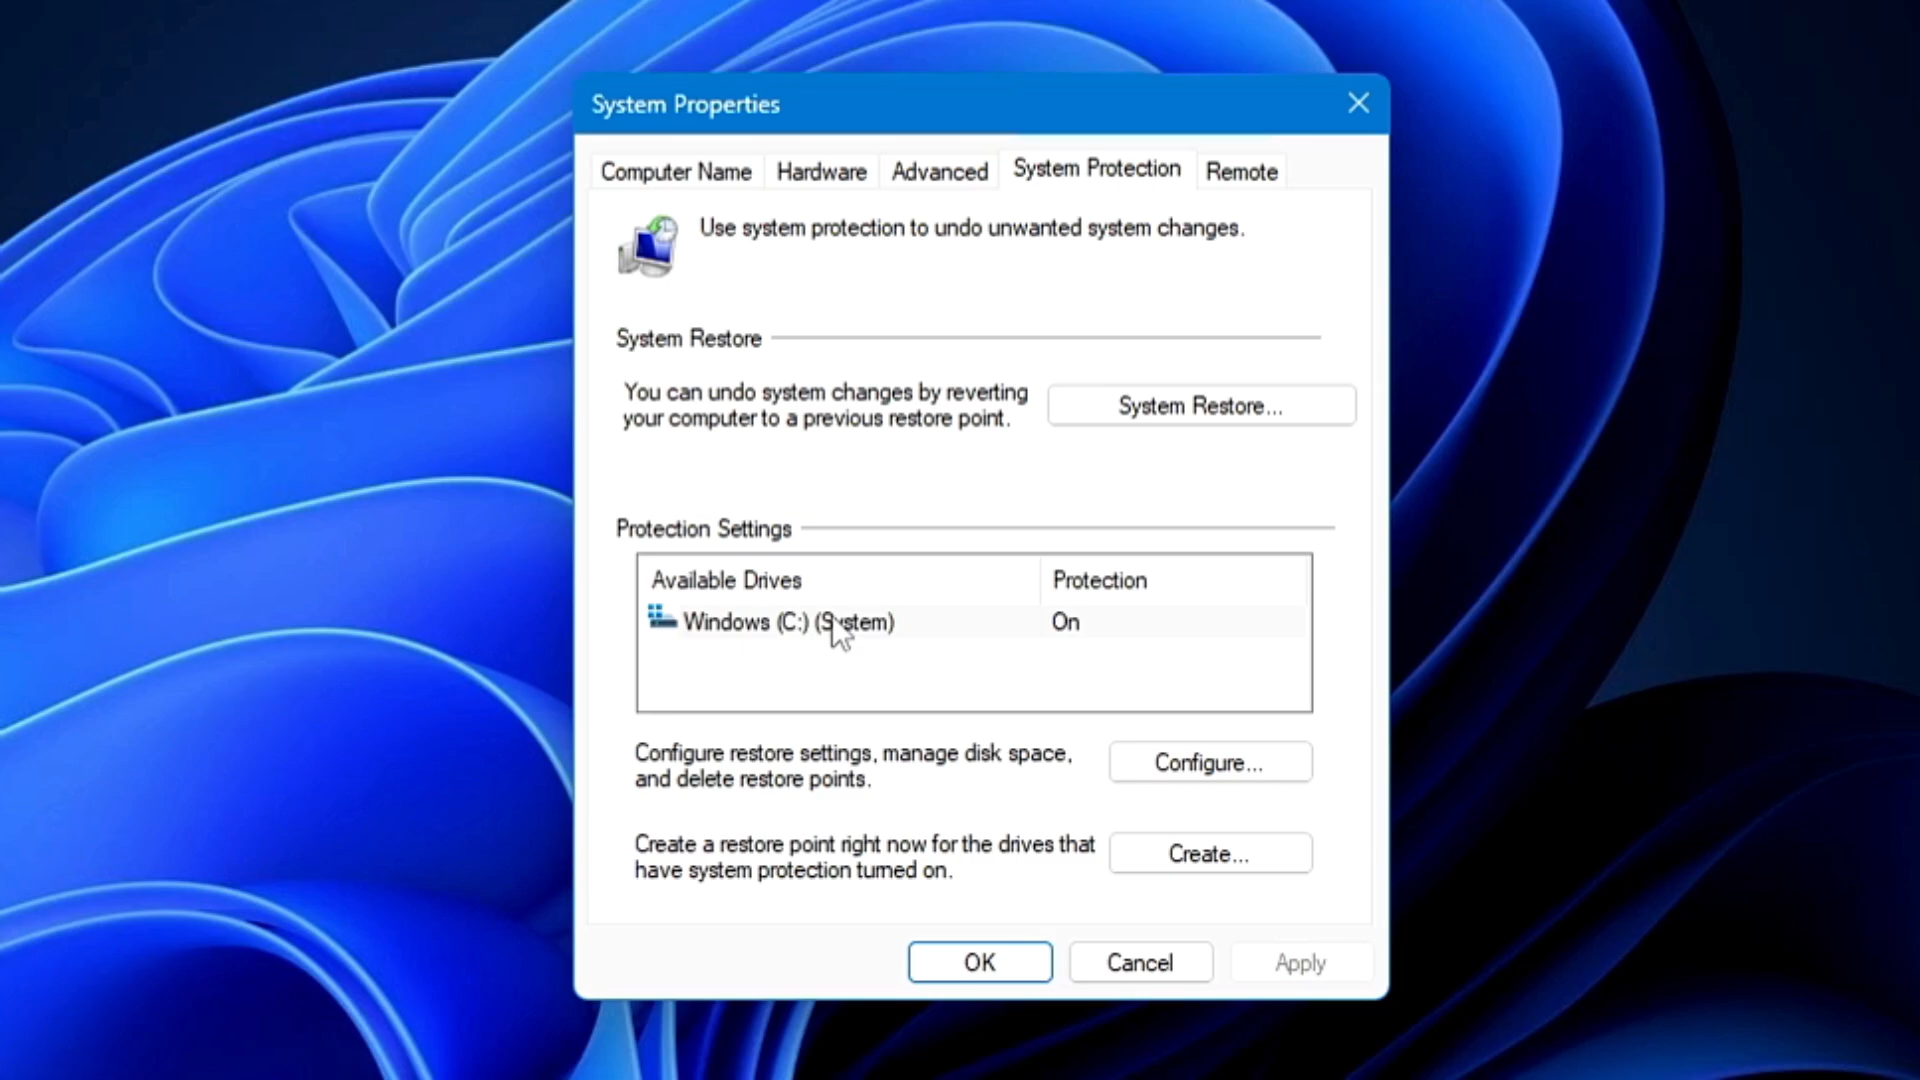 System Properties
Computer Name
Hardware
Advanced
System Protection
Remote
Use system protection to undo unwanted system changes.
System Restore
You can undo system changes by reverting
your computer to a previous restore point.
System Restore...
Protection Settings
Available Drives
Protection
Windows (C:) (System)
On
Configure restore settings, manage disk space,
and delete restore points.
Configure...
Create a restore point right now for the drives that
have system protection turned on.
Create...
OK
Cancel
Apply